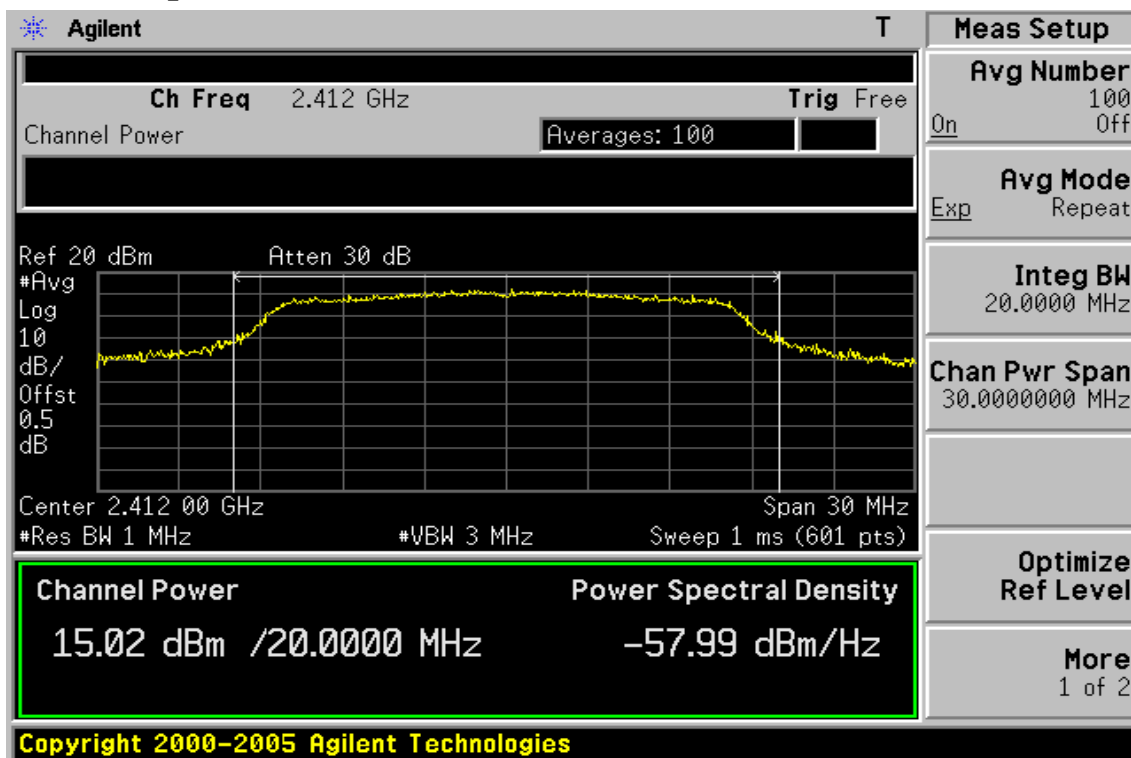 Agilent T
Ch Freq 2.412 GHz Trig Free
Channel Power Averages: 100
Ref 20 dBm Atten 30 dB
#Avg
Log
10
dB/
Offst
0.5
dB
Center 2.412 00 GHz Span 30 MHz
#Res BW 1 MHz #VBW 3 MHz Sweep 1 ms (601 pts)
Channel Power Power Spectral Density
15.02 dBm /20.0000 MHz -57.99 dBm/Hz
Copyright 2000-2005 Agilent Technologies
Meas Setup
Avg Number
100
On Off
Avg Mode
Exp Repeat
Integ BW
20.0000 MHz
Chan Pwr Span
30.0000000 MHz
Optimize
Ref Level
More
1 of 2